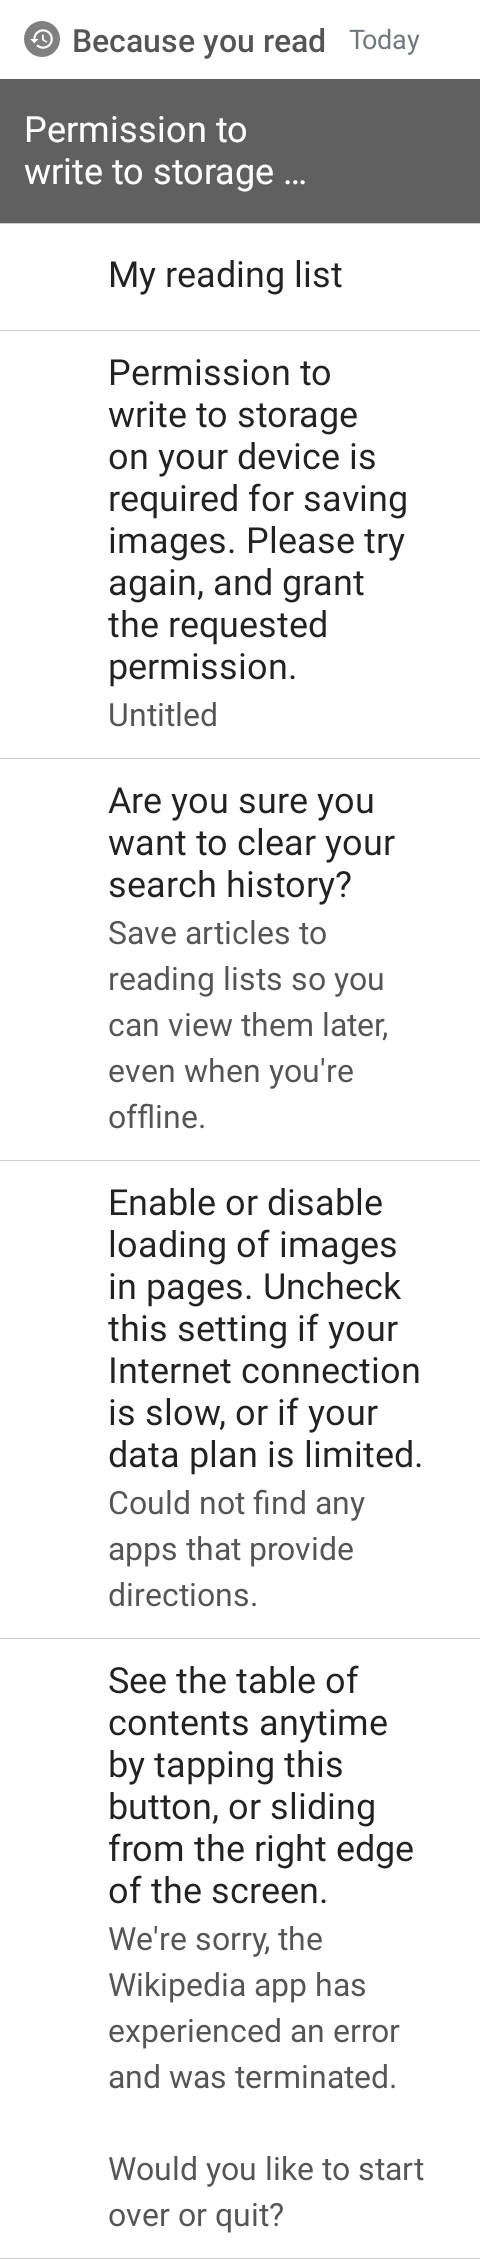 Because you read Today
Permission to
write to storage ...
My reading list
Permission to
write to storage
on your device is
required for saving
images. Please try
again, and grant
the requested
permission.
Untitled
Are you sure you
want to clear your
search history?
Save articles to
reading lists so you
can view them later,
even when you're
offline.
Enable or disable
loading of images
in pages. Uncheck
this setting if your
Internet connection
is slow, or if your
data plan is limited.
Could not find any
apps that provide
directions.
See the table of
contents anytime
by tapping this
button, or sliding
from the right edge
of the screen.
We're sorry, the
Wikipedia app has
experienced an error
and was terminated.
Would you like to start
over or quit?